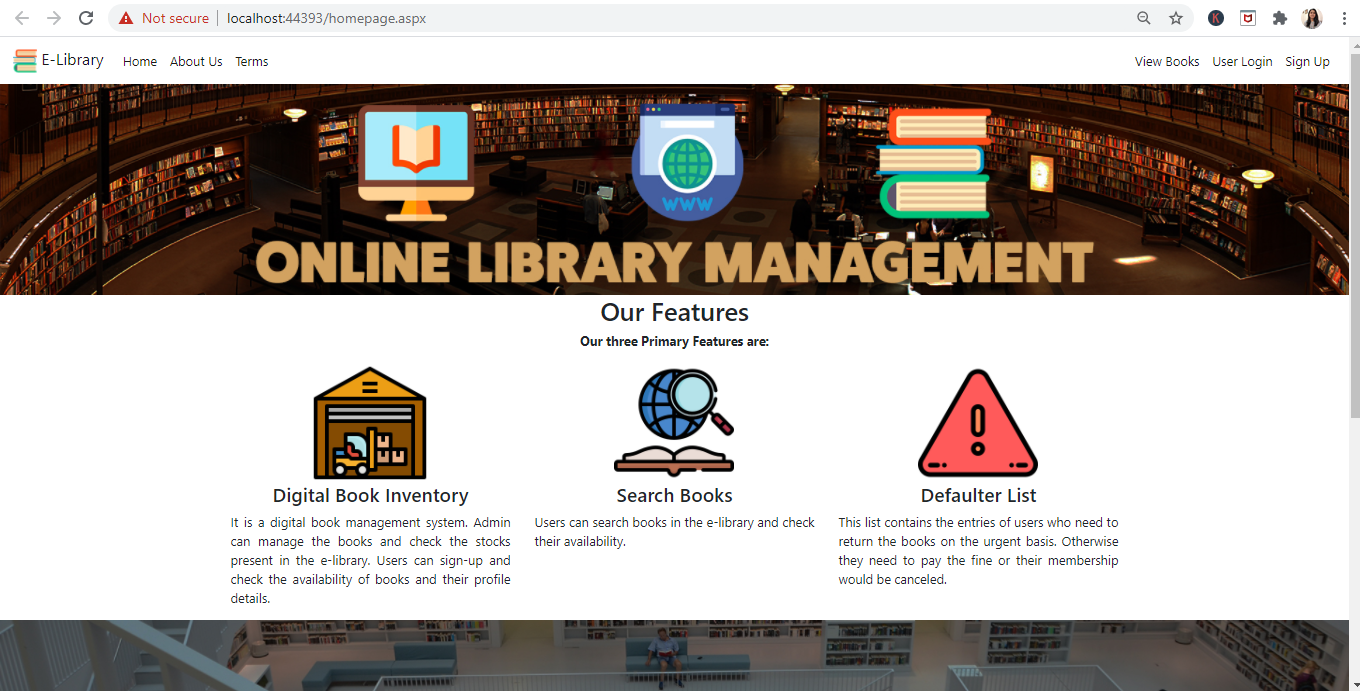 Not secure | localhost:44393/homepage.aspx
K
E-Library Home About Us Terms View Books User Login Sign Up
WWW
ONLINE LIBRARY MANAGEMENT
Our Features
Our three Primary Features are:
Digital Book Inventory
It is a digital book management system. Admin
can manage the books and check the stocks
present in the e-library. Users can sign-up and
check the availability of books and their profile
details.
Search Books
Users can search books in the e-library and check
their availability.
Defaulter List
This list contains the entries of users who need to
return the books on the urgent basis. Otherwise
they need to pay the fine or their membership
would be canceled.